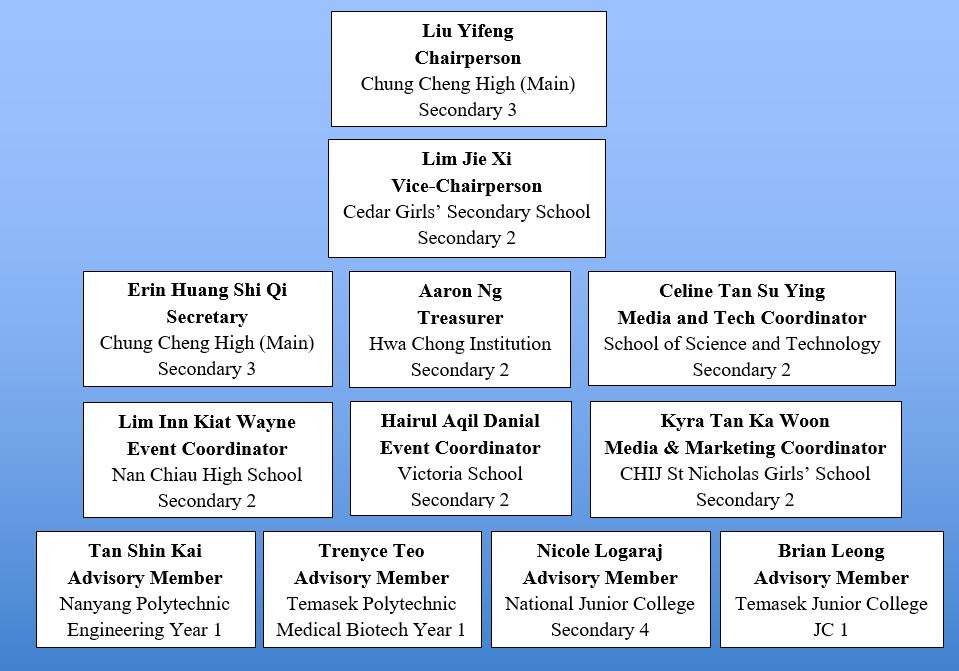 Liu Yifeng
Chairperson
Chung Cheng High (Main)
Secondary 3
Lim Jie Xi
Vice-Chairperson
Cedar Girls’ Secondary School
Secondary 2
Erin Huang Shi Qi
Secretary
Chung Cheng High (Main)
Secondary 3
Aaron Ng
Treasurer
Hwa Chong Institution
Secondary 2
Celine Tan Su Ying
Media and Tech Coordinator
School of Science and Technology
Secondary 2
Lim Inn Kiat Wayne
Event Coordinator
Nan Chiau High School
Secondary 2
Hairul Aqil Danial
Event Coordinator
Victoria School
Secondary 2
Kyra Tan Ka Woon
Media & Marketing Coordinator
CHIJ St Nicholas Girls’ School
Secondary 2
Tan Shin Kai
Advisory Member
Nanyang Polytechnic
Engineering Year 1
Trenyce Teo
Advisory Member
Temasek Polytechnic
Medical Biotech Year 1
Nicole Logaraj
Advisory Member
National Junior College
Secondary 4
Brian Leong
Advisory Member
Temasek Junior College
JC 1